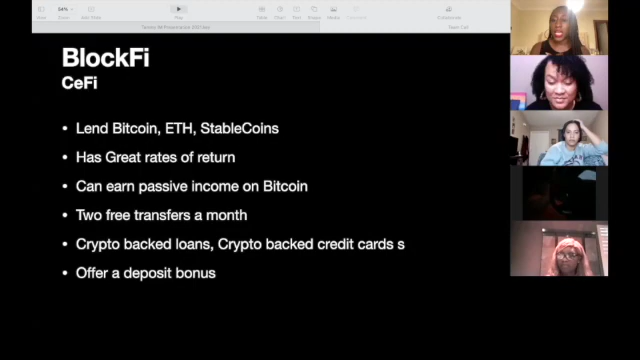 BlockFi
CeFi
• Lend Bitcoin, ETH, StableCoins
• Has Great rates of return
• Can earn passive income on Bitcoin
• Two free transfers a month
• Crypto backed loans, Crypto backed credit cards s
• Offer a deposit bonus